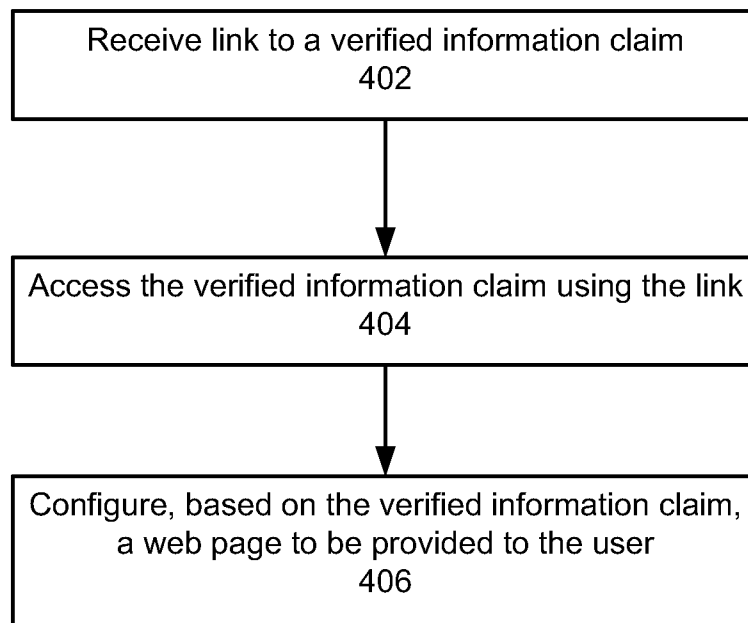 Receive link to a verified information claim
402
Access the verified information claim using the link
404
Configure, based on the verified information claim,
a web page to be provided to the user
406